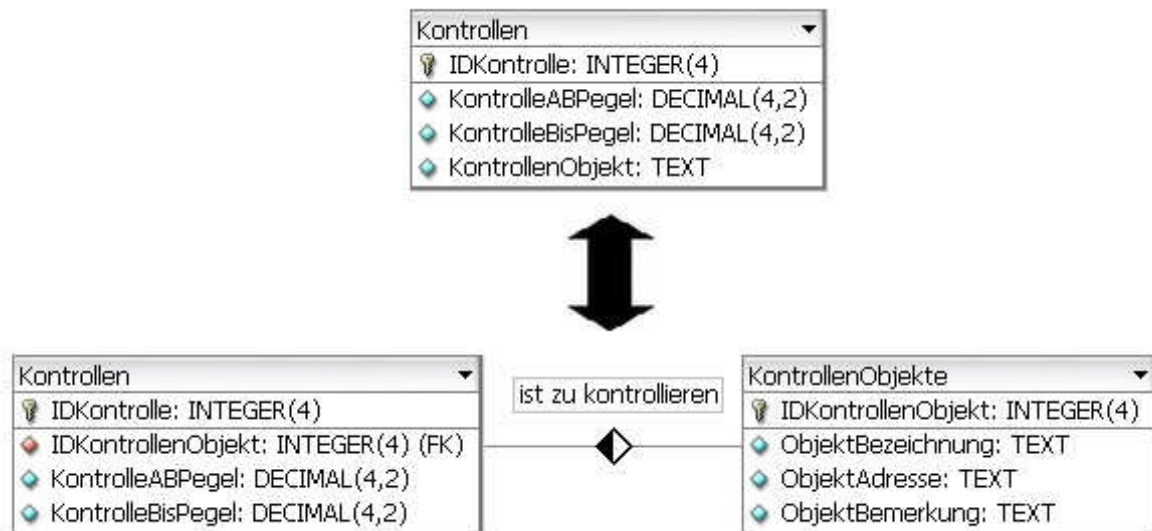 Kontrollen
IDKontrolle: INTEGER(4)
KontrolleABPegel: DECIMAL(4,2)
KontrolleBisPegel: DECIMAL(4,2)
KontrollenObjekt: TEXT
Kontrollen
IDKontrolle: INTEGER(4)
IDKontrollenObjekt: INTEGER(4) (FK)
KontrolleABPegel: DECIMAL(4,2)
KontrolleBisPegel: DECIMAL(4,2)
ist zu kontrollieren
KontrollenObjekte
IDKontrollenObjekt: INTEGER(4)
ObjektBezeichnung: TEXT
ObjektAdresse: TEXT
ObjektBemerkung: TEXT